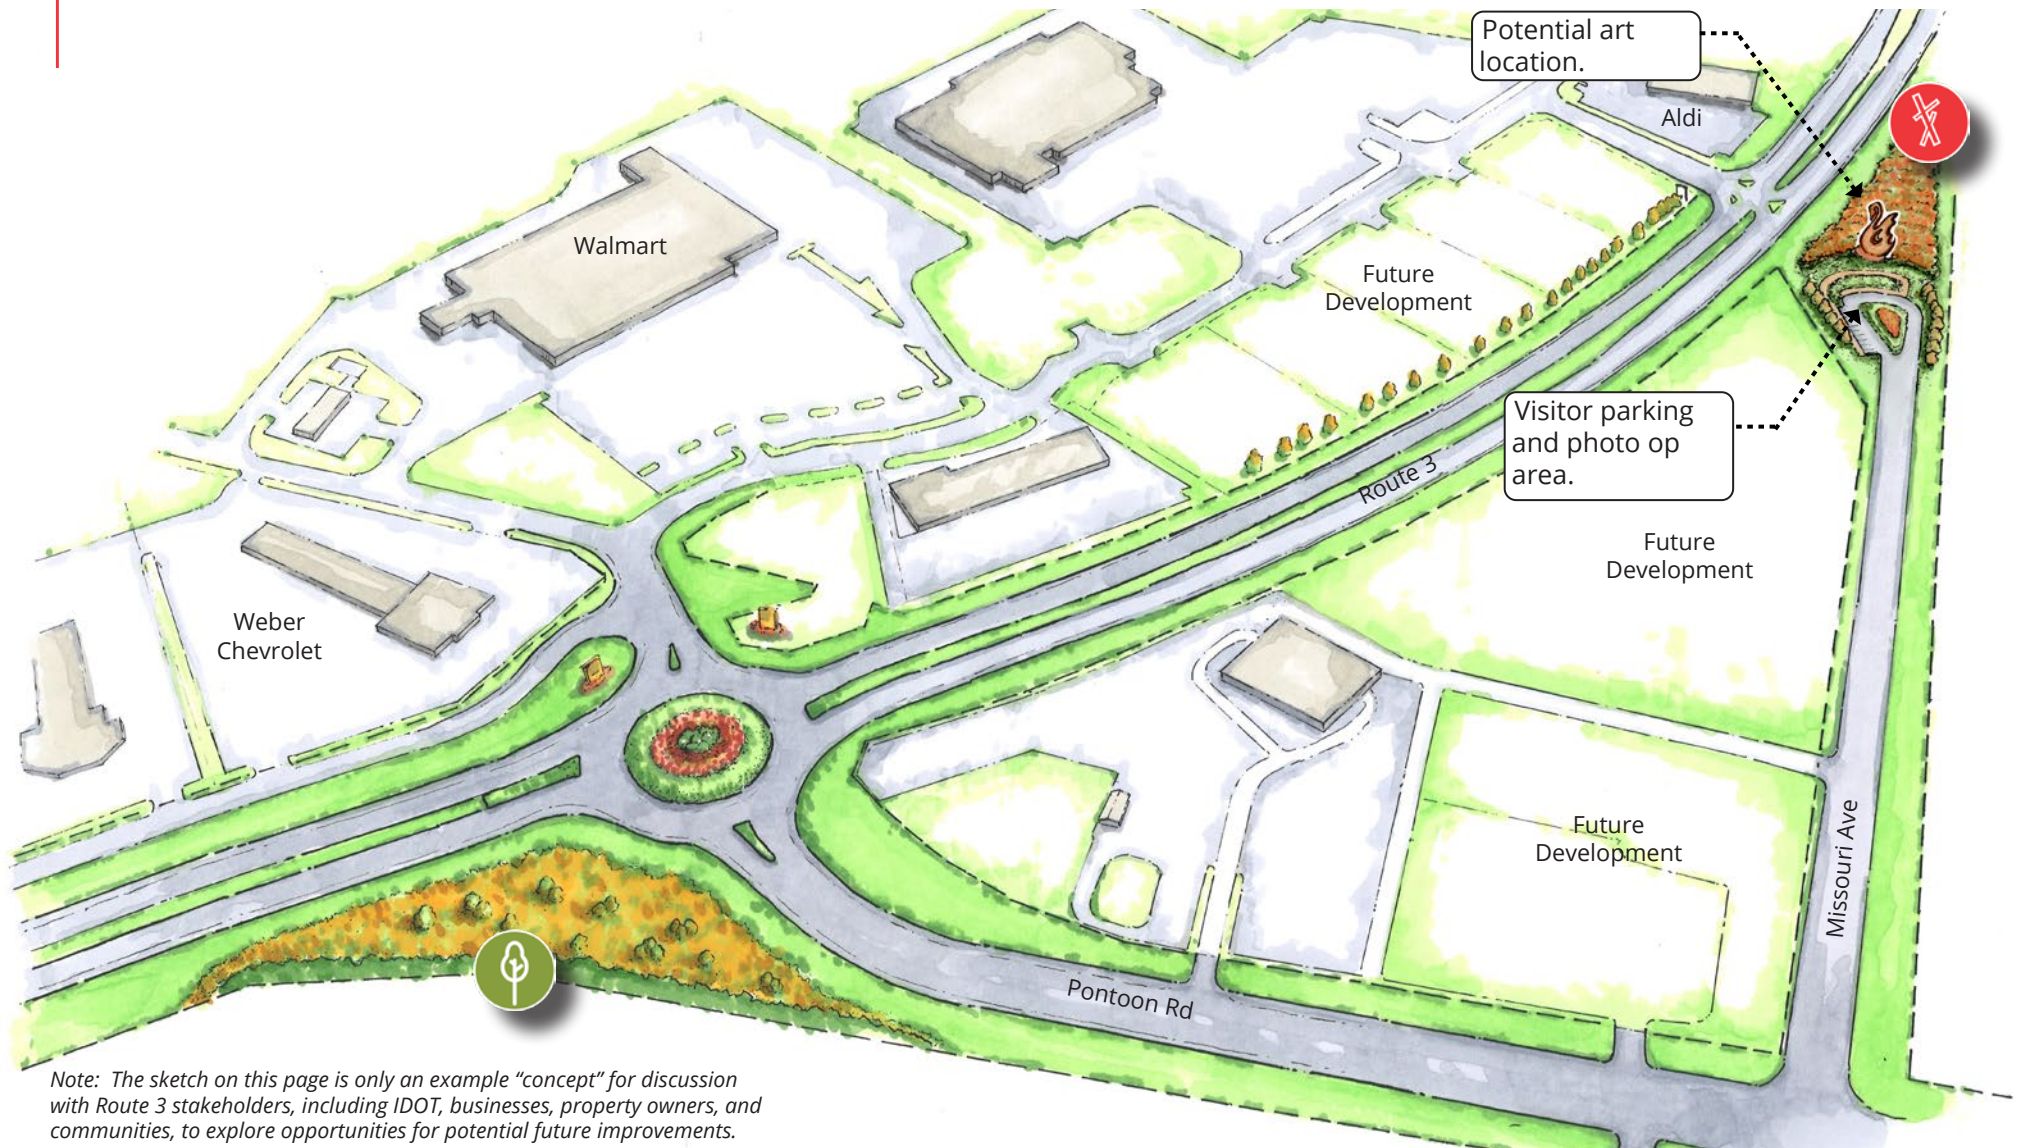 Potential art
location.
Aldi
Walmart
Future
Development
Visitor parking
and photo op
area.
Route 3
Future
Development
Weber
Chevrolet
Future
Development
Missouri Ave
Pontoon Rd
Note: The sketch on this page is only an example “concept” for discussion
with Route 3 stakeholders, including IDOT, businesses, property owners, and
communities, to explore opportunities for potential future improvements.